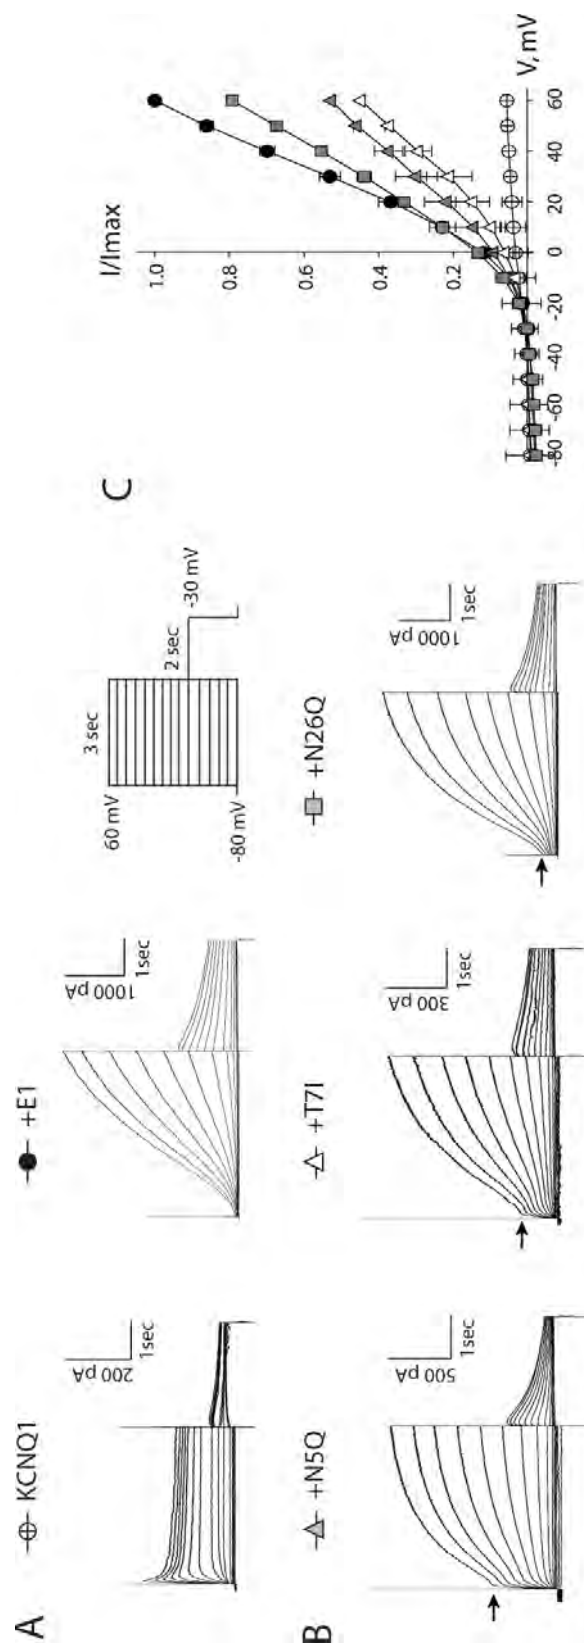 A
KCNQ1
200 pA
1sec
+E1
1000 pA
1sec
60 mV
3 sec
-80 mV
2 sec
-30 mV
B
+N5Q
500 pA
1sec
+T7I
300 pA
1sec
+N26Q
1000 pA
1sec
C
I/Imax
1.0
0.8
0.6
0.4
0.2
-80
-60
-40
-20
0
20
40
60
V, mV